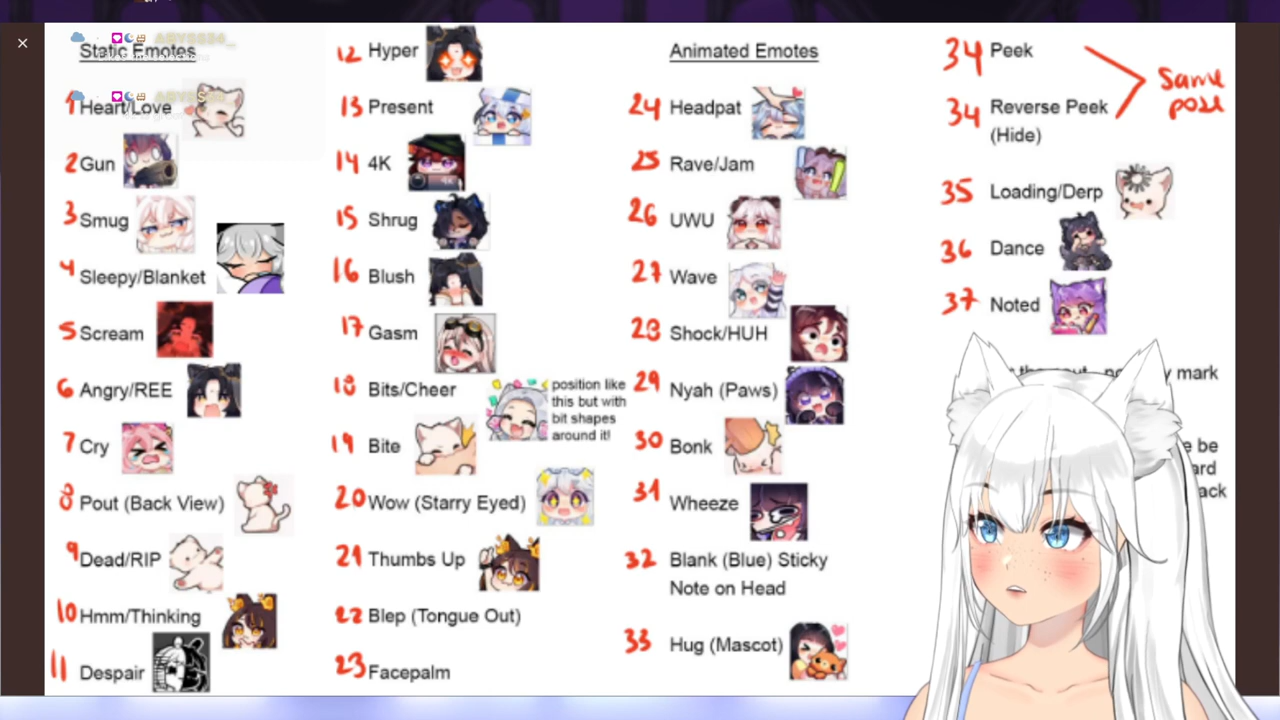 Static Emotes
1 Heart/Love
2 Gun
3 Smug
4 Sleepy/Blanket
5 Scream
6 Angry/REE
7 Cry
8 Pout (Back View)
9 Dead/RIP
10 Hmm/Thinking
11 Despair
12 Hyper
13 Present
14 4K
15 Shrug
16 Blush
17 Gasm
18 Bits/Cheer
position like
this but with
bit shapes
around it!
19 Bite
20 Wow (Starry Eyed)
21 Thumbs Up
22 Blep (Tongue Out)
23 Facepalm
Animated Emotes
24 Headpat
25 Rave/Jam
26 UWU
27 Wave
28 Shock/HUH
29 Nyah (Paws)
30 Bonk
31 Wheeze
32 Blank (Blue) Sticky
Note on Head
33 Hug (Mascot)
34 Peek
34 Reverse Peek
(Hide)
Same
pose
35 Loading/Derp
36 Dance
37 Noted
mark
be